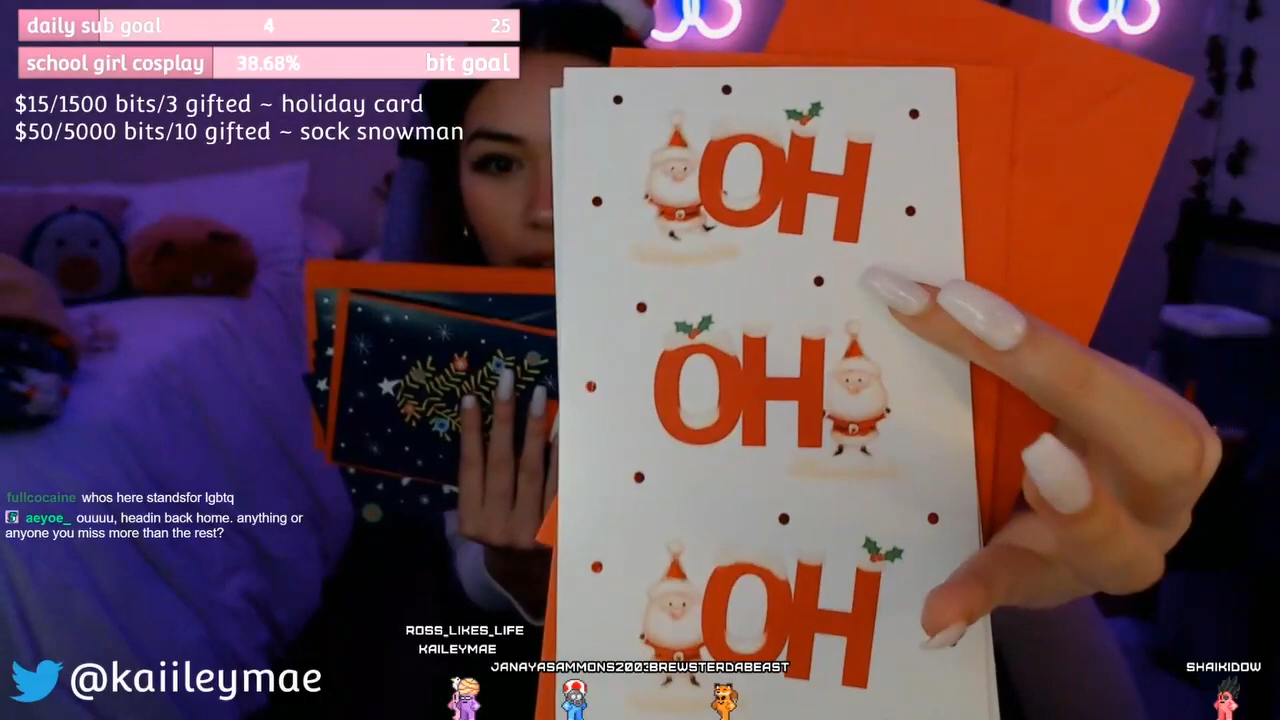 daily sub goal 4 25
school girl cosplay 38.68% bit goal
$15/1500 bits/3 gifted ~ holiday card
$50/5000 bits/10 gifted ~ sock snowman
OH
OH
OH
fullcocaine whos here standsfor lgbtq
aeyoe_ ouuuu, headin back home. anything or
anyone you miss more than the rest?
ROSS_LIKES_LIFE
KAILEYMAE
JANAYASAMMONS2003BREWSTERDABEAST
SHAIKIDOW
@kaiileymae